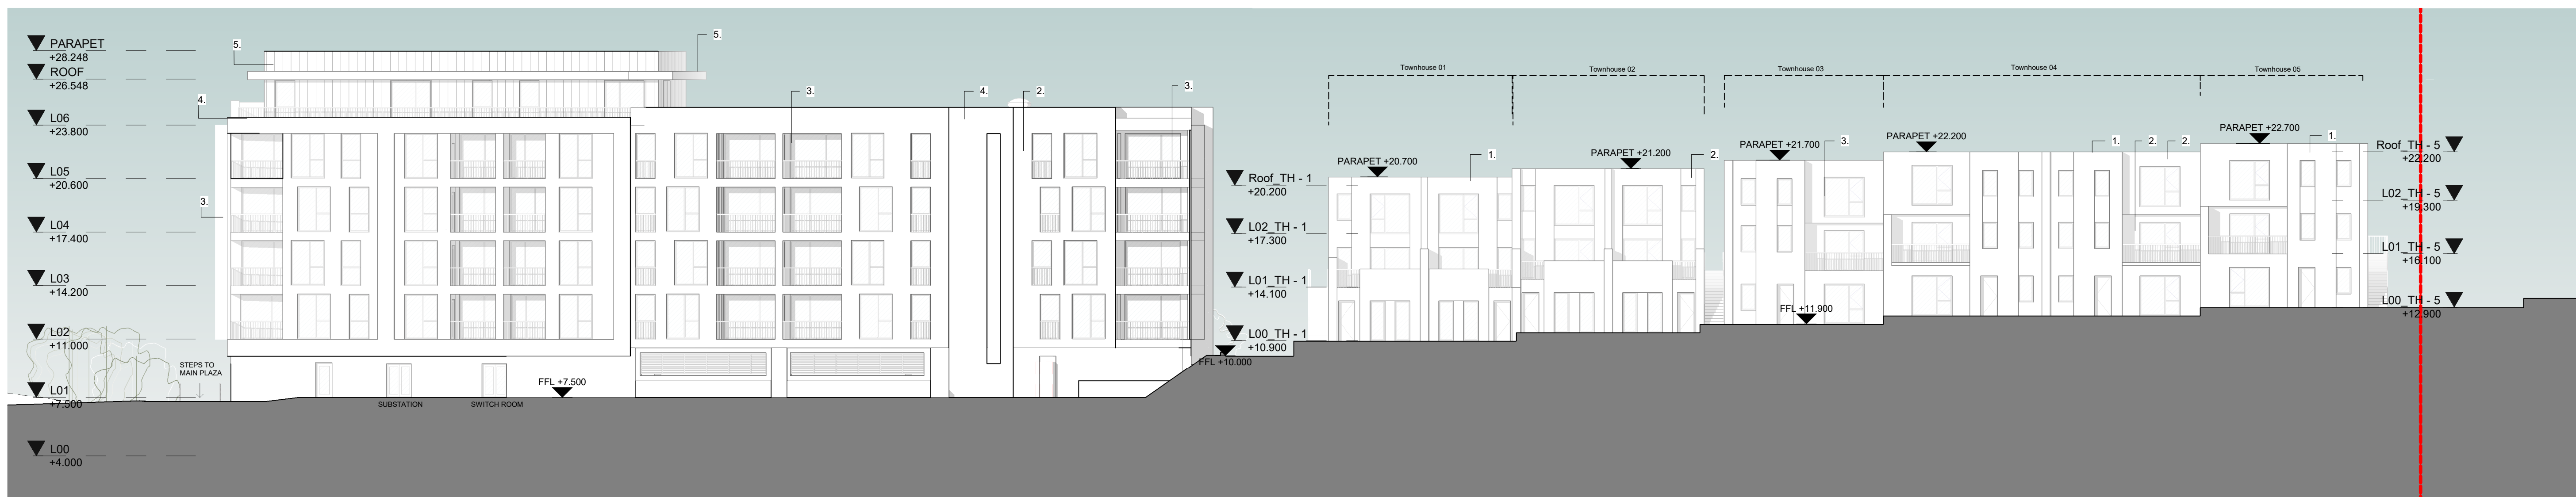 PARAPET
+28.248
ROOF
+26.548
L06
+23.800
L05
+20.600
L04
+17.400
L03
+14.200
L02
+11.000
L01
+7.500
L00
+4.000
5.
5.
4.
3.
3.
4.
2.
3.
STEPS TO
MAIN PLAZA
SUBSTATION
SWITCH ROOM
FFL +7.500
FFL +10.000
Roof_TH - 1
+20.200
L02_TH - 1
+17.300
L01_TH - 1
+14.100
L00_TH - 1
+10.900
Townhouse 01
Townhouse 02
Townhouse 03
Townhouse 04
Townhouse 05
PARAPET +20.700
1.
PARAPET +21.200
2.
PARAPET +21.700
3.
FFL +11.900
PARAPET +22.200
1.
2.
2.
PARAPET +22.700
1.
Roof_TH - 5
+22.200
L02_TH - 5
+19.300
L01_TH - 5
+16.100
L00_TH - 5
+12.900